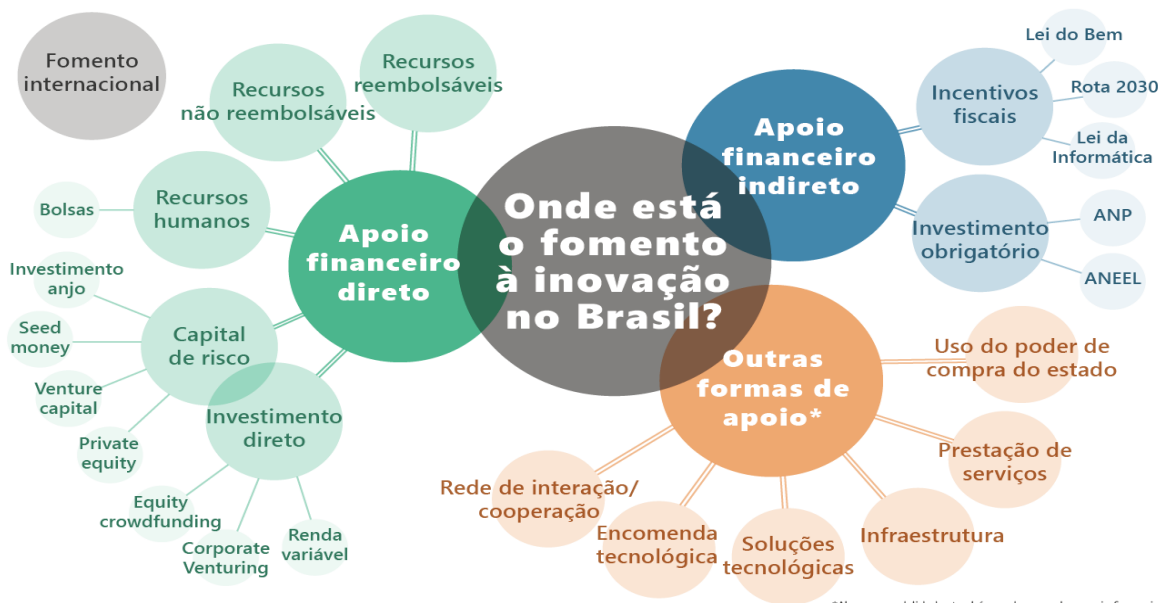 Fomento
internacional
Recursos
não reembolsáveis
Recursos
reembolsáveis
Recursos
humanos
Bolsas
Apoio
financeiro
direto
Investimento
anjo
Seed
money
Venture
capital
Private
equity
Capital
de risco
Investimento
direto
Equity
crowdfunding
Corporate
Venturing
Renda
variável
Onde está
o fomento
à inovação
no Brasil?
Apoio
financeiro
indireto
Incentivos
fiscais
Lei do Bem
Rota 2030
Lei da
Informática
Investimento
obrigatório
ANP
ANEEL
Outras
formas de
apoio*
Uso do poder de
compra do estado
Prestação de
serviços
Infraestrutura
Soluções
tecnológicas
Encomenda
tecnológica
Rede de interação/
cooperação